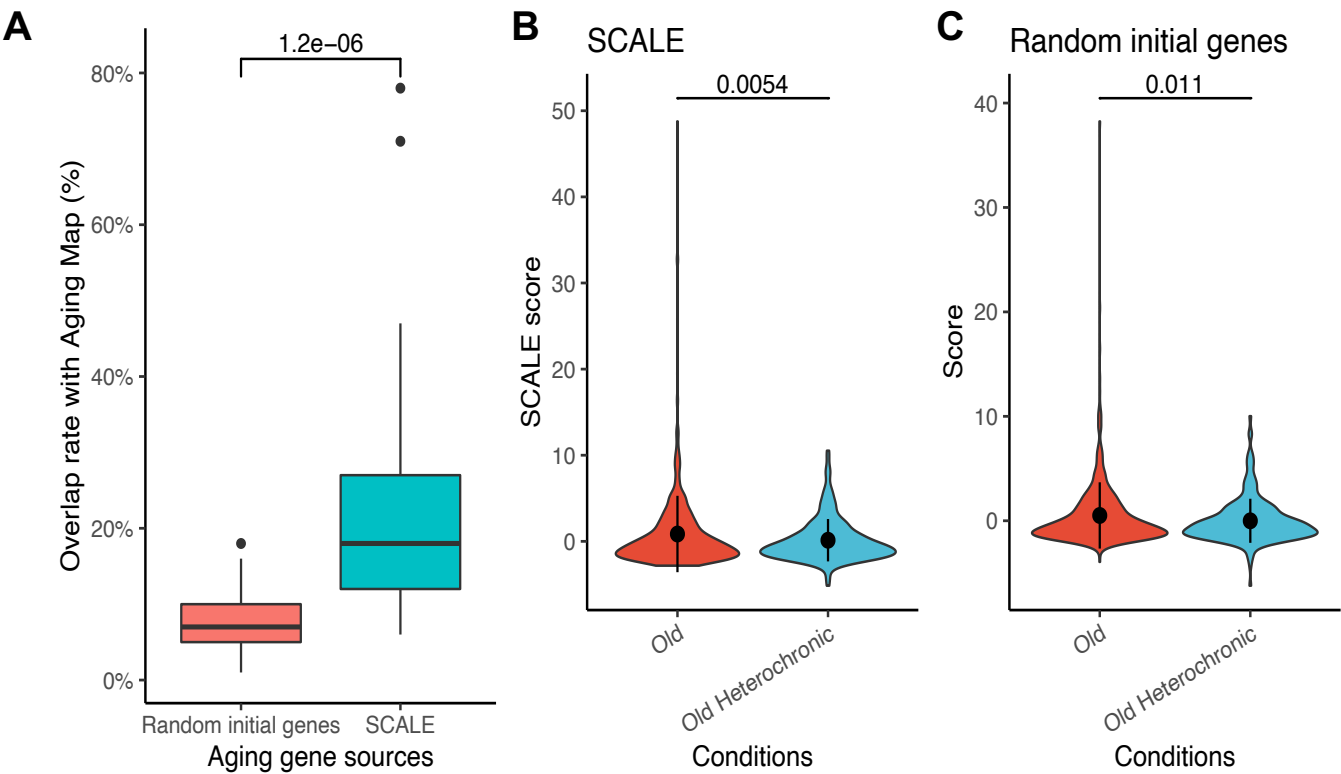 A
1.2e−06
80%
60%
40%
20%
0%
Overlap rate with Aging Map (%)
Random initial genes
SCALE
Aging gene sources
B
SCALE
0.0054
50
40
30
20
10
0
SCALE score
Old
Old Heterochronic
Conditions
C
Random initial genes
0.011
40
30
20
10
0
Score
Old
Old Heterochronic
Conditions